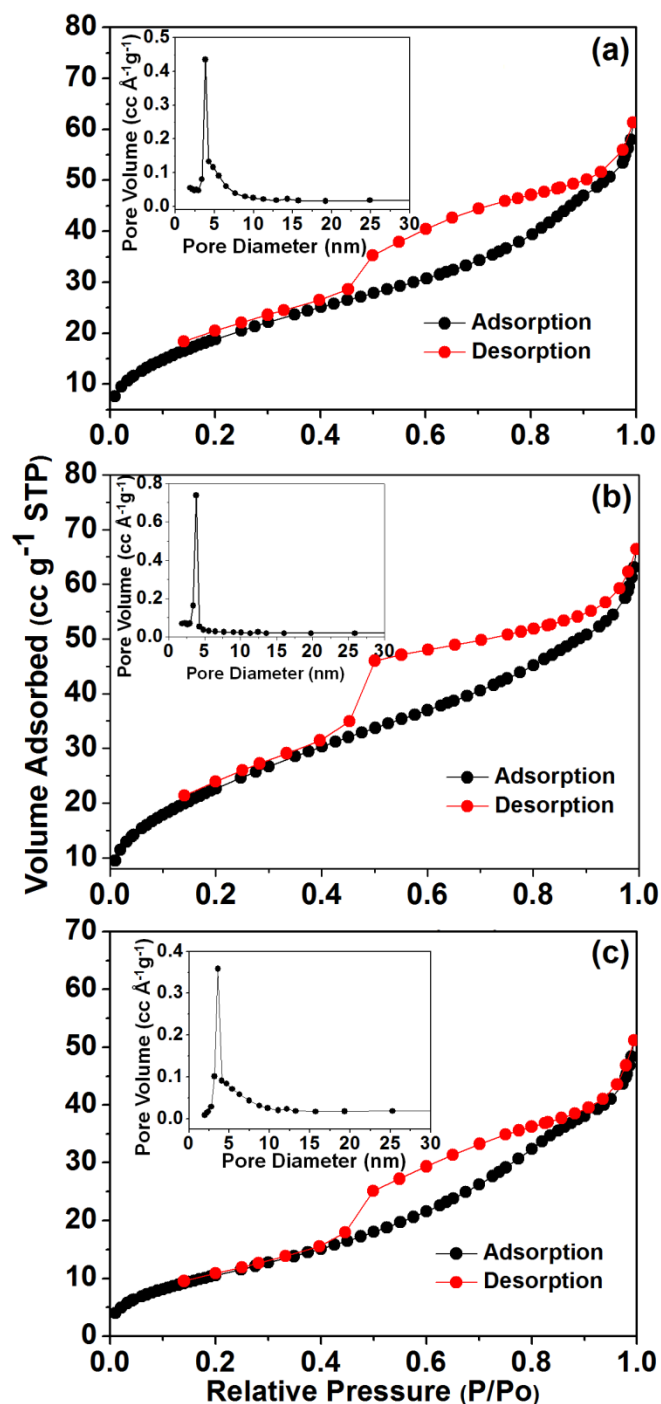 Volume Adsorbed (cc g⁻¹ STP)
80
70
60
50
40
30
20
10
0.0 0.2 0.4 0.6 0.8 1.0
(a)
Adsorption
Desorption
Pore Volume (cc Å-¹g-¹)
0.5
0.4
0.3
0.2
0.1
0.0
0 5 10 15 20 25 30
Pore Diameter (nm)
80
70
60
50
40
30
20
10
0.0 0.2 0.4 0.6 0.8 1.0
(b)
Adsorption
Desorption
Pore Volume (cc Å-¹g-¹)
0.8
0.6
0.4
0.2
0.0
0 5 10 15 20 25 30
Pore Diameter (nm)
70
60
50
40
30
20
10
0
0.0 0.2 0.4 0.6 0.8 1.0
(c)
Adsorption
Desorption
Pore Volume (cc Å-¹g-¹)
0.4
0.3
0.2
0.1
0.0
0 5 10 15 20 25 30
Pore Diameter (nm)
Relative Pressure (P/Po)